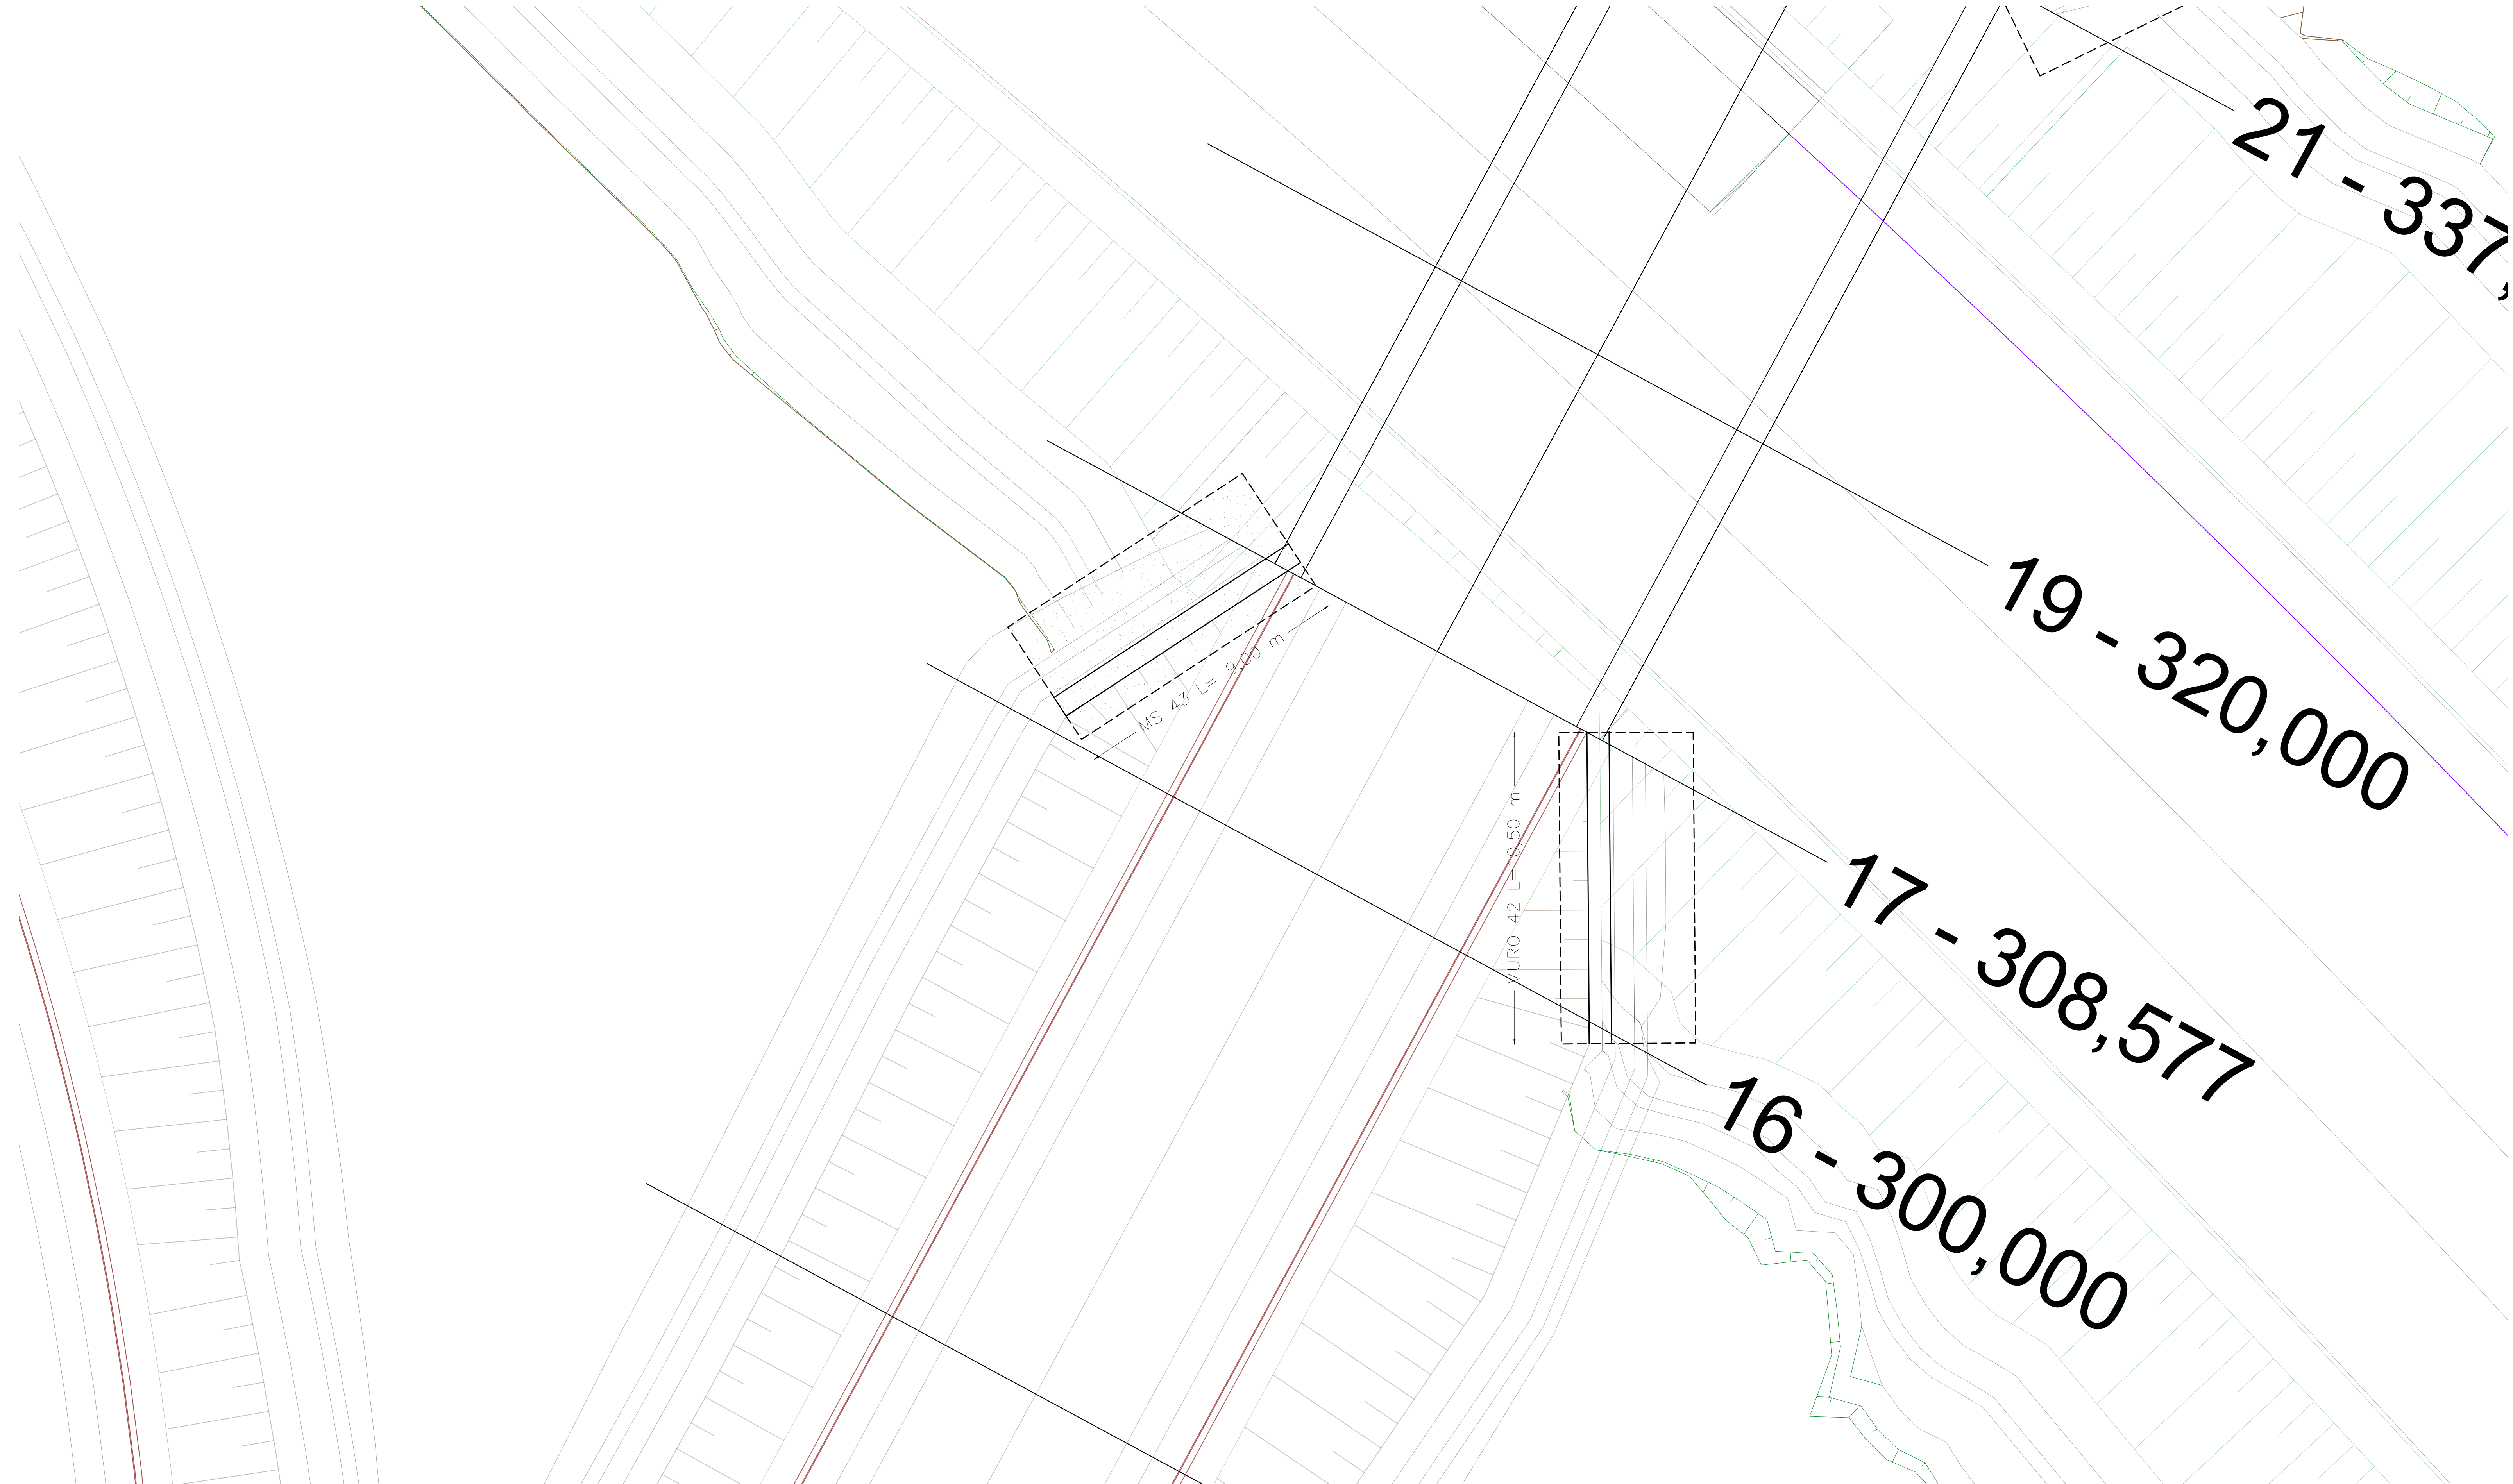 21 - 337,
19 - 320,000
MS 43 L= 9,00 m
MURO 42 L=10,50 m
17 - 308,577
16 - 300,000